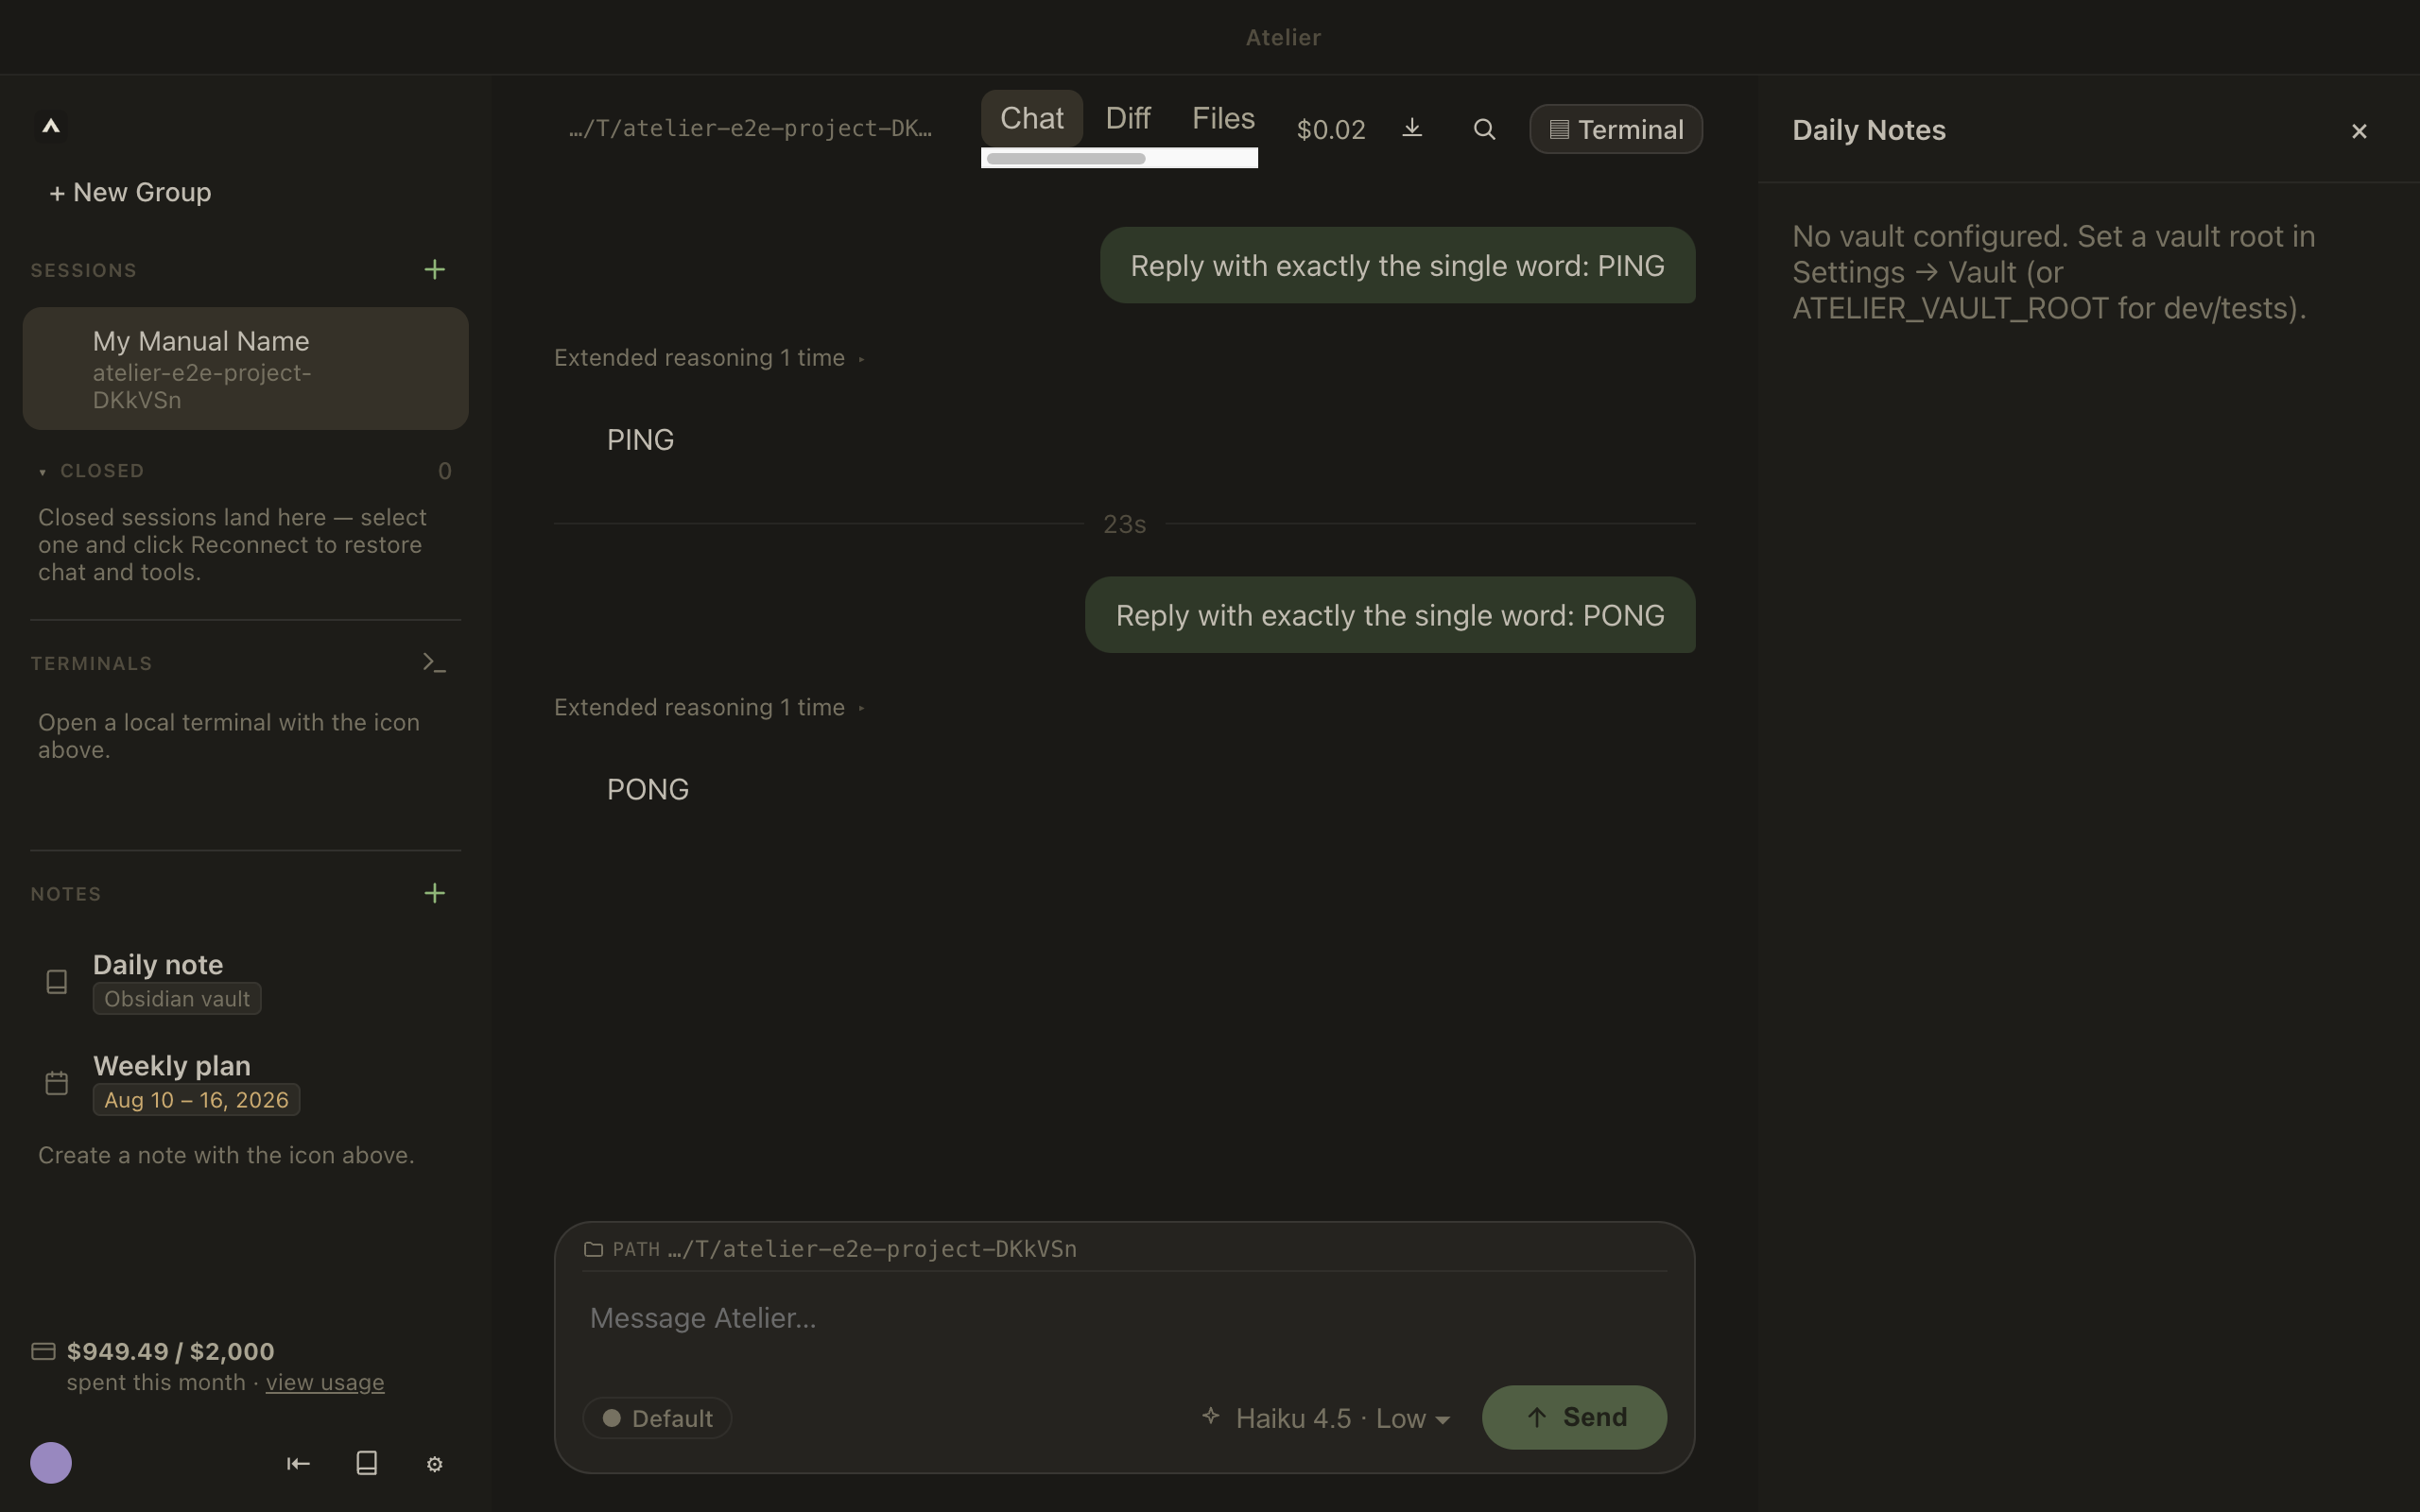 Atelier
+ New Group
SESSIONS
My Manual Name
atelier-e2e-project-
DKkVSn
CLOSED 0
Closed sessions land here — select
one and click Reconnect to restore
chat and tools.
TERMINALS
Open a local terminal with the icon
above.
NOTES
Daily note
Obsidian vault
Weekly plan
Aug 10 – 16, 2026
Create a note with the icon above.
$949.49 / $2,000
spent this month · view usage
…/T/atelier-e2e-project-DK… Chat Diff Files $0.02 Terminal
Reply with exactly the single word: PING
Extended reasoning 1 time
PING
23s
Reply with exactly the single word: PONG
Extended reasoning 1 time
PONG
PATH …/T/atelier-e2e-project-DKkVSn
Message Atelier…
Default Haiku 4.5 · Low Send
Daily Notes
No vault configured. Set a vault root in
Settings → Vault (or
ATELIER_VAULT_ROOT for dev/tests).